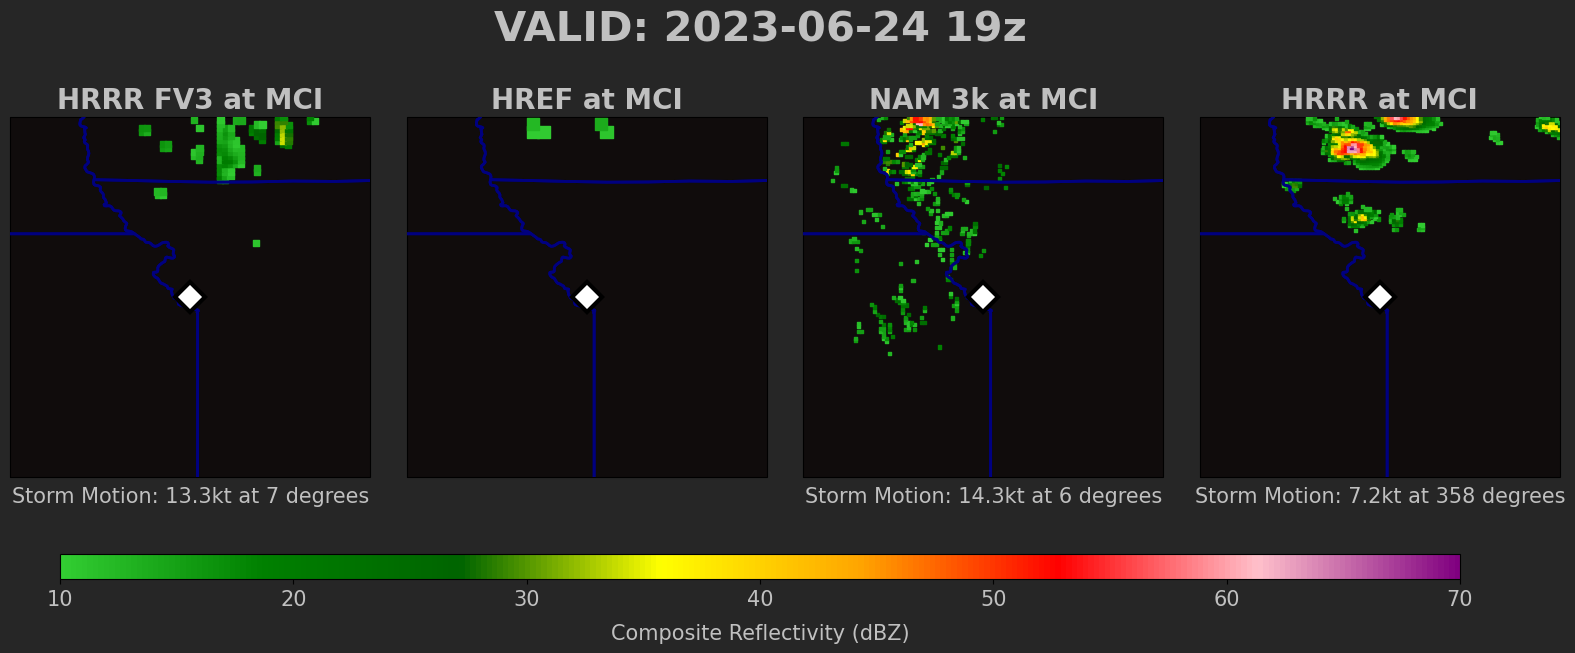 VALID: 2023-06-24 19z
HRRR FV3 at MCI
HREF at MCI
NAM 3k at MCI
HRRR at MCI
Storm Motion: 13.3kt at 7 degrees
Storm Motion: 14.3kt at 6 degrees
Storm Motion: 7.2kt at 358 degrees
10 20 30 40 50 60 70
Composite Reflectivity (dBZ)